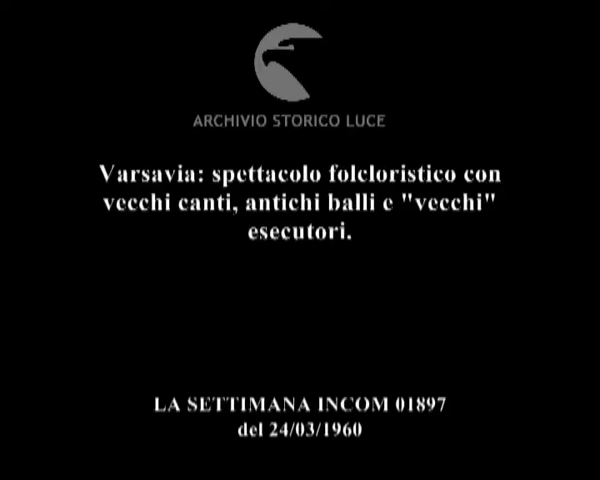 ARCHIVIO STORICO LUCE
Varsavia: spettacolo folcloristico con
vecchi canti, antichi balli e "vecchi"
esecutori.
LA SETTIMANA INCOM 01897
del 24/03/1960